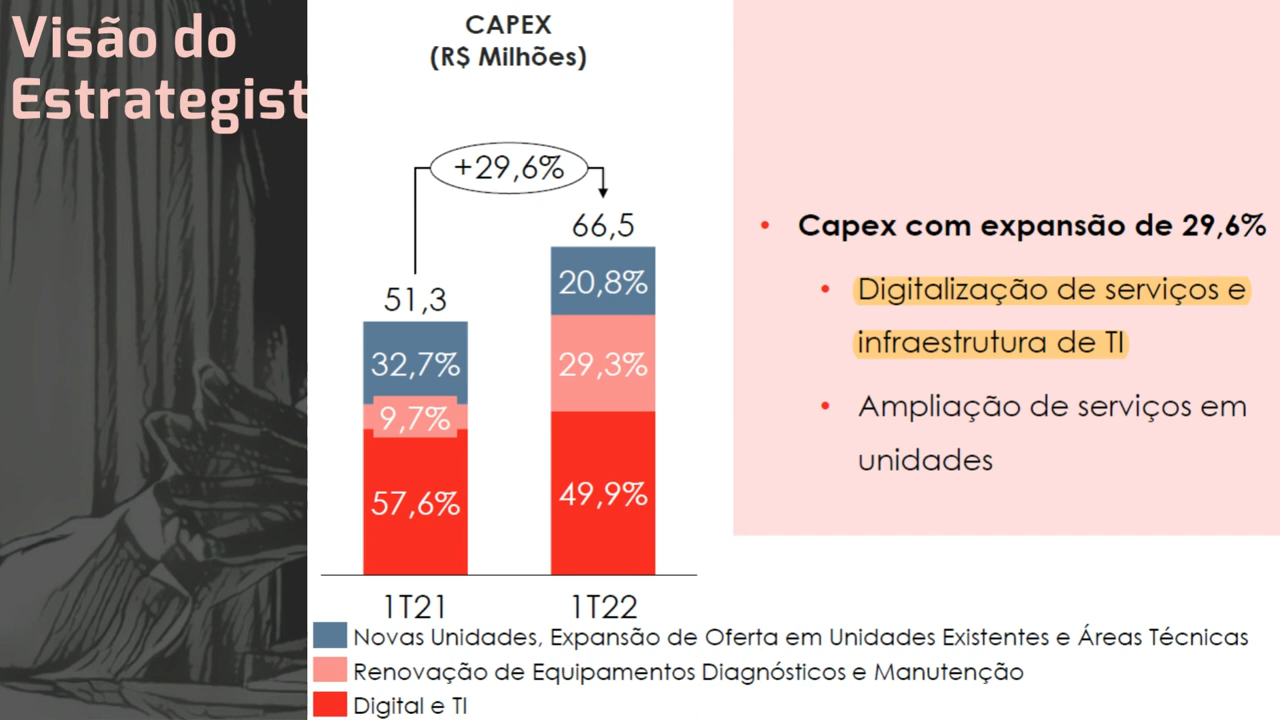 Visão do
Estrategist
CAPEX
(R$ Milhões)
+29,6%
66,5
20,8%
51,3
32,7%
29,3%
9,7%
57,6%
49,9%
1T21
1T22
Novas Unidades, Expansão de Oferta em Unidades Existentes e Áreas Técnicas
Renovação de Equipamentos Diagnósticos e Manutenção
Digital e TI
• Capex com expansão de 29,6%
• Digitalização de serviços e
infraestrutura de TI
• Ampliação de serviços em
unidades